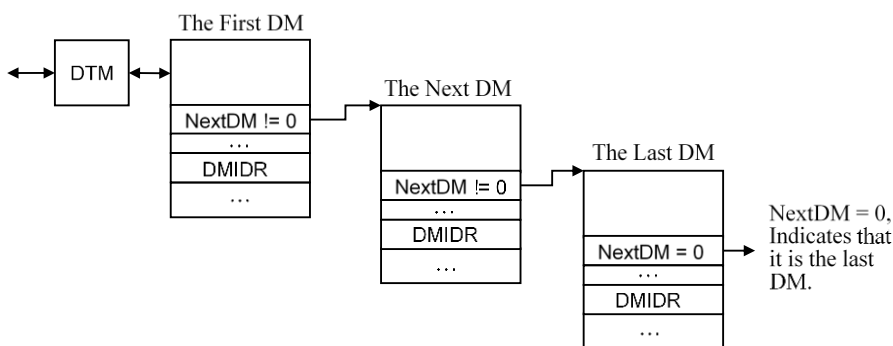 The First DM
DTM
NextDM != 0
...
DMIDR
...
The Next DM
NextDM != 0
...
DMIDR
...
The Last DM
NextDM = 0
...
DMIDR
...
NextDM = 0,
Indicates that
it is the last
DM.